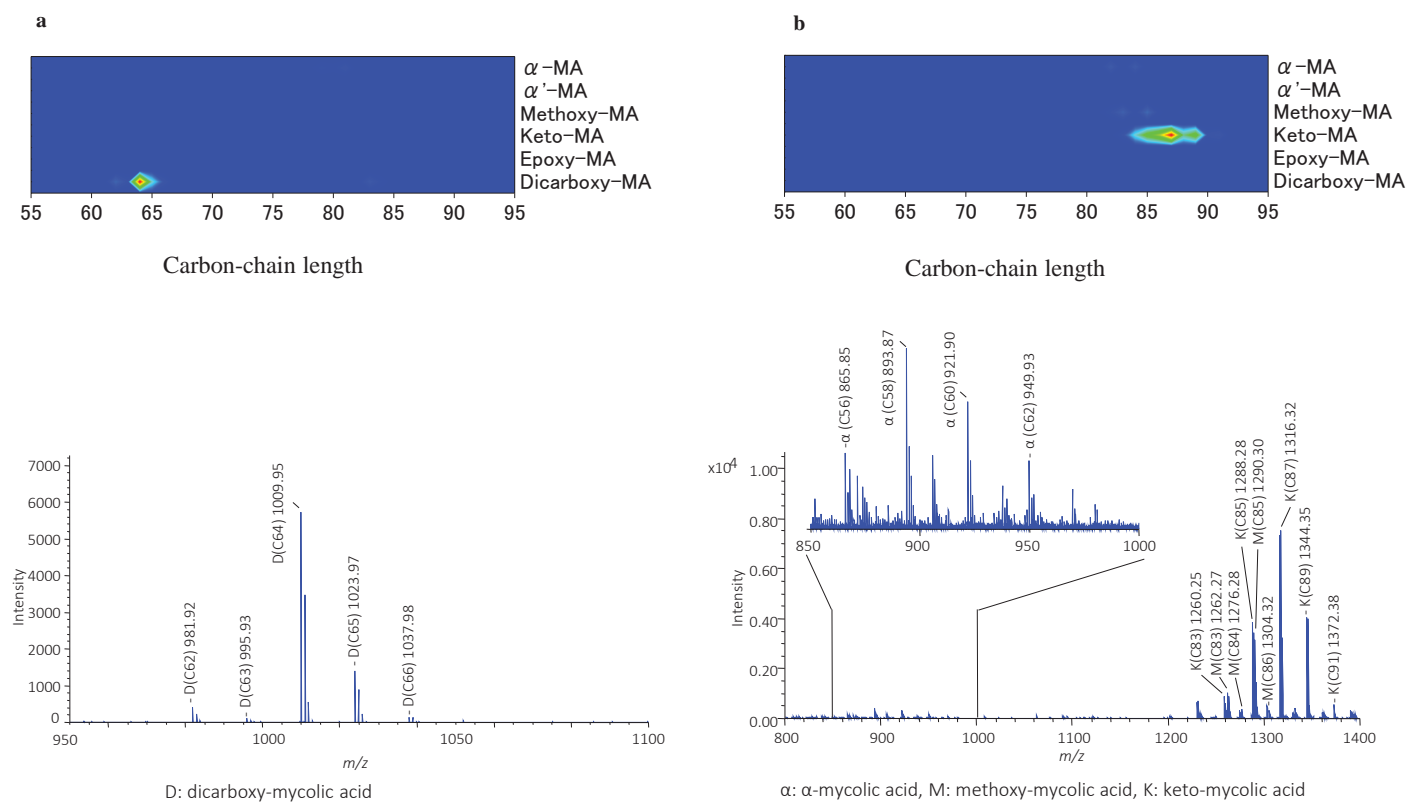 a
α-MA
α'-MA
Methoxy-MA
Keto-MA
Epoxy-MA
Dicarboxy-MA
55 60 65 70 75 80 85 90 95
Carbon-chain length
b
α-MA
α'-MA
Methoxy-MA
Keto-MA
Epoxy-MA
Dicarboxy-MA
55 60 65 70 75 80 85 90 95
Carbon-chain length
7000
6000
5000
4000
3000
2000
1000
0
Intensity
D(C62) 981.92
D(C63) 995.93
D(C64) 1009.95
D(C65) 1023.97
D(C66) 1037.98
950 1000 1050 1100
m/z
D: dicarboxy-mycolic acid
x10⁴
1.00
0.80
0.60
0.40
0.20
0.00
Intensity
α (C56) 865.85
α (C58) 893.87
α (C60) 921.90
α (C62) 949.93
850 900 950 1000
K(C83) 1260.25
M(C83) 1262.27
M(C84) 1276.28
K(C85) 1288.28
M(C85) 1290.30
M(C86) 1304.32
K(C87) 1316.32
K(C89) 1344.35
K(C91) 1372.38
800 900 1000 1100 1200 1300 1400
m/z
α: α-mycolic acid, M: methoxy-mycolic acid, K: keto-mycolic acid